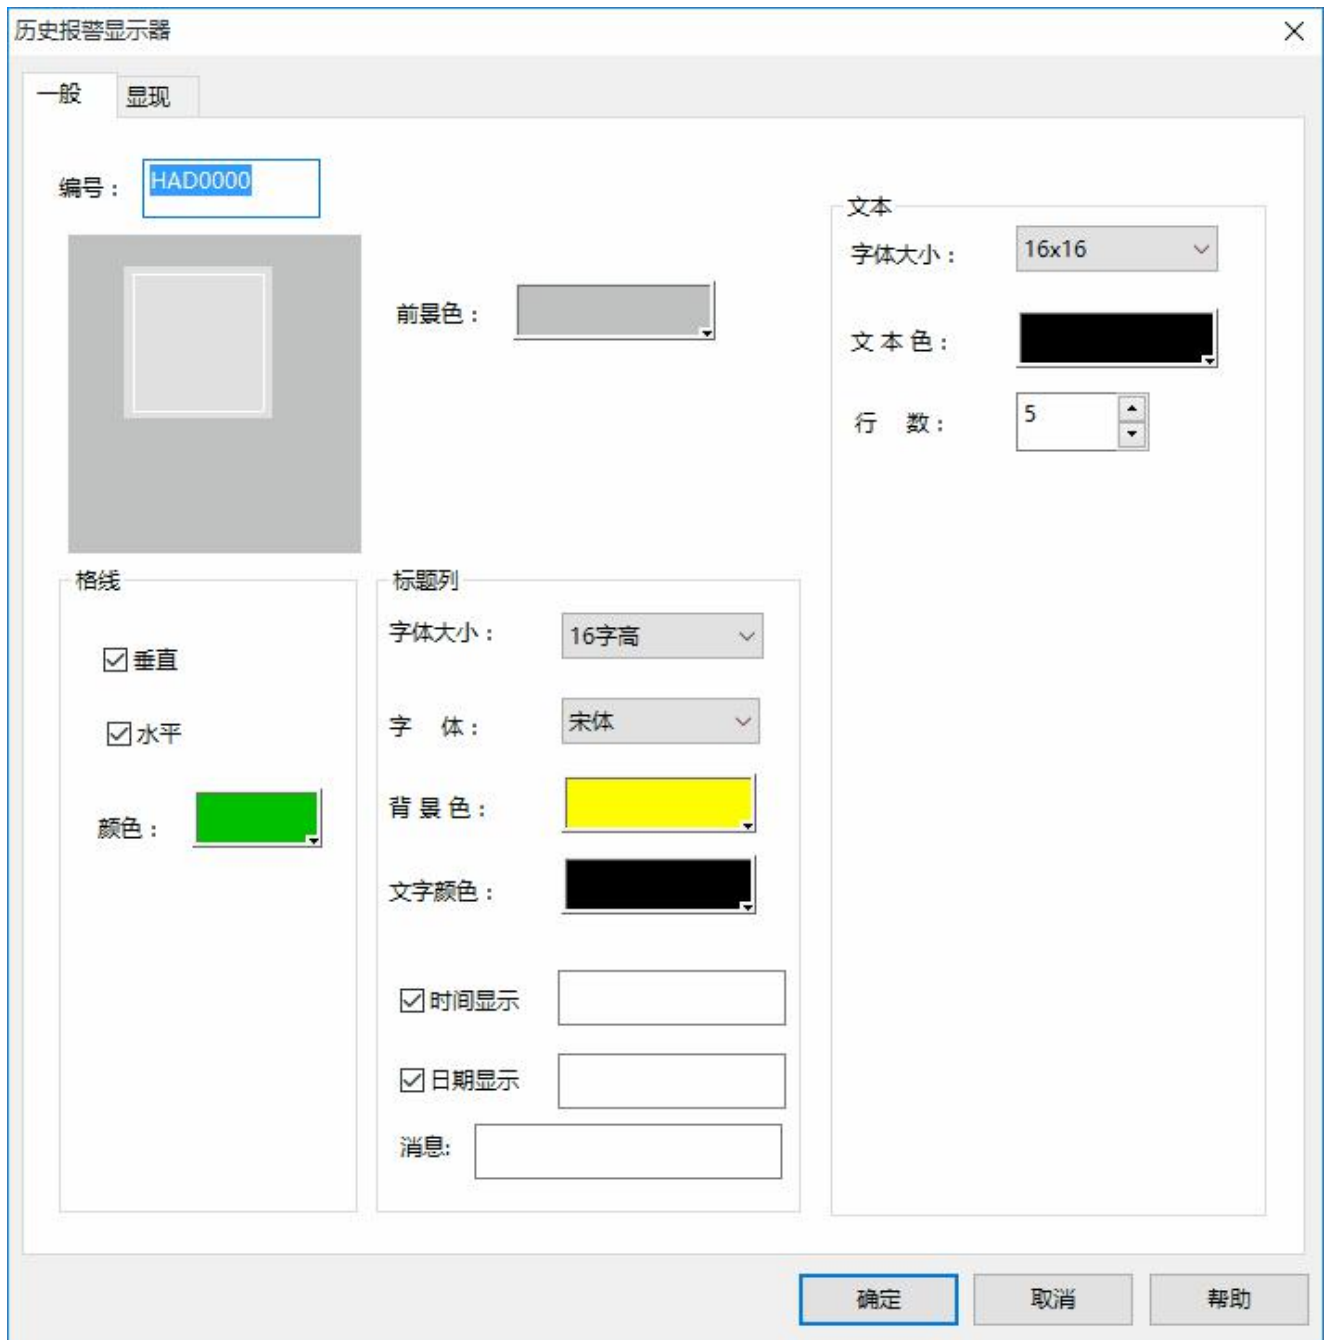 历史报警显示器
一般 显现
编号： HAD0000
前景色：
文本
字体大小： 16x16
文 本 色：
行 数： 5
格线
垂直
水平
颜色：
标题列
字体大小： 16字高
字 体： 宋体
背 景 色：
文字颜色：
时间显示
日期显示
消息:
确定 取消 帮助